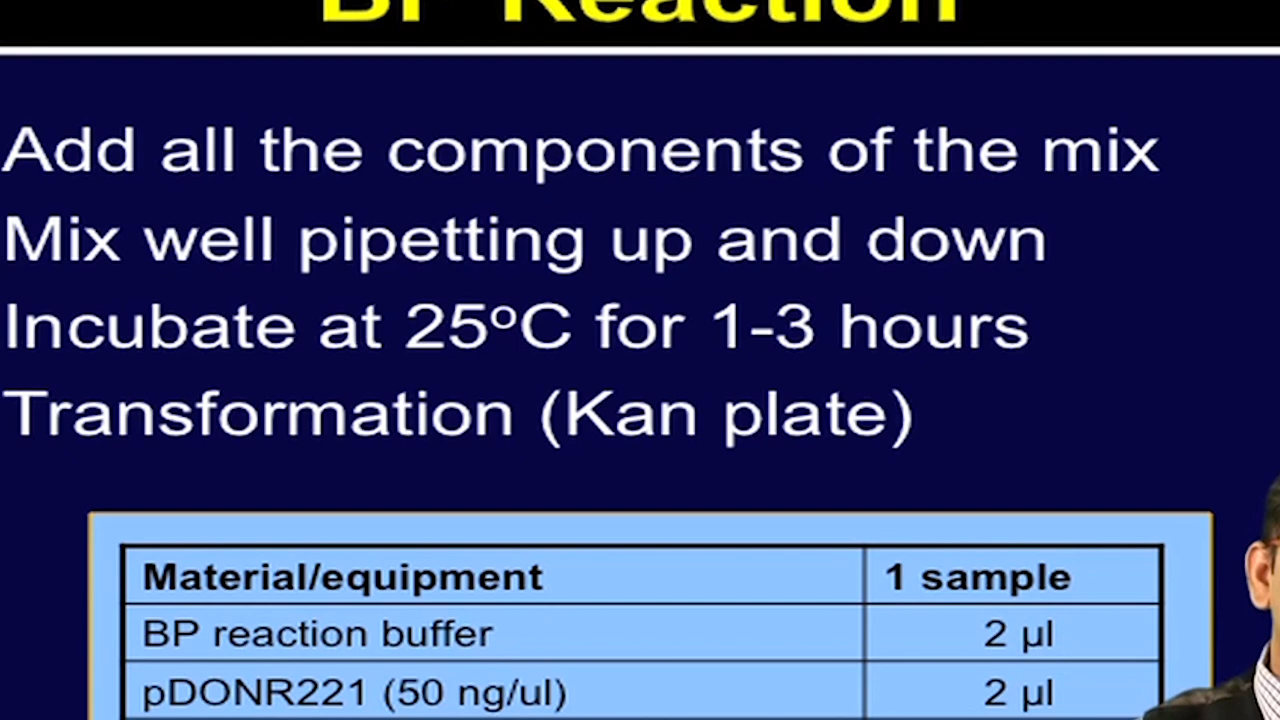 BP Reaction
Add all the components of the mix
Mix well pipetting up and down
Incubate at 25ºC for 1-3 hours
Transformation (Kan plate)
Material/equipment 1 sample
BP reaction buffer 2 µl
pDONR221 (50 ng/ul) 2 µl